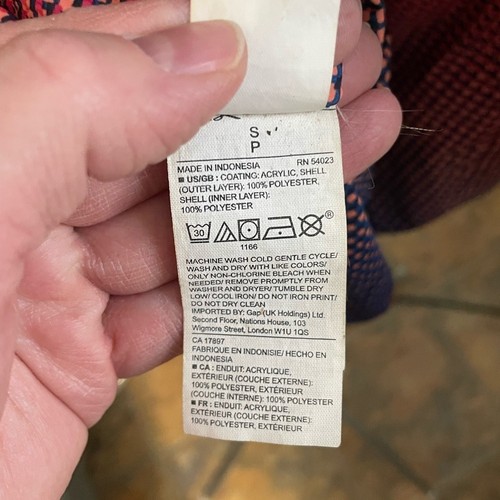 S
P
MADE IN INDONESIA RN 54023
■ US/GB : COATING: ACRYLIC, SHELL
(OUTER LAYER): 100% POLYESTER,
SHELL (INNER LAYER):
100% POLYESTER
30 ®
1166
MACHINE WASH COLD GENTLE CYCLE/
WASH AND DRY WITH LIKE COLORS/
ONLY NON-CHLORINE BLEACH WHEN
NEEDED/ REMOVE PROMPTLY FROM
WASHER AND DRYER/ TUMBLE DRY
LOW/ COOL IRON/ DO NOT IRON PRINT/
DO NOT DRY CLEAN
IMPORTED BY: Gap (UK Holdings) Ltd
Second Floor, Nations House, 103
Wigmore Street, London W1U 1QS
CA 17897
FABRIQUE EN INDONISIE/ HECHO EN
INDONESIA
■ CA : ENDUIT: ACRYLIQUE,
EXTÉRIEUR (COUCHE EXTERNE):
100% POLYESTER, EXTÉRIEUR
(COUCHE INTERNE): 100% POLYESTER
■ FR : ENDUIT: ACRYLIQUE,
EXTÉRIEUR (COUCHE EXTERNE):
100% POLYESTER, EXTÉRIEUR